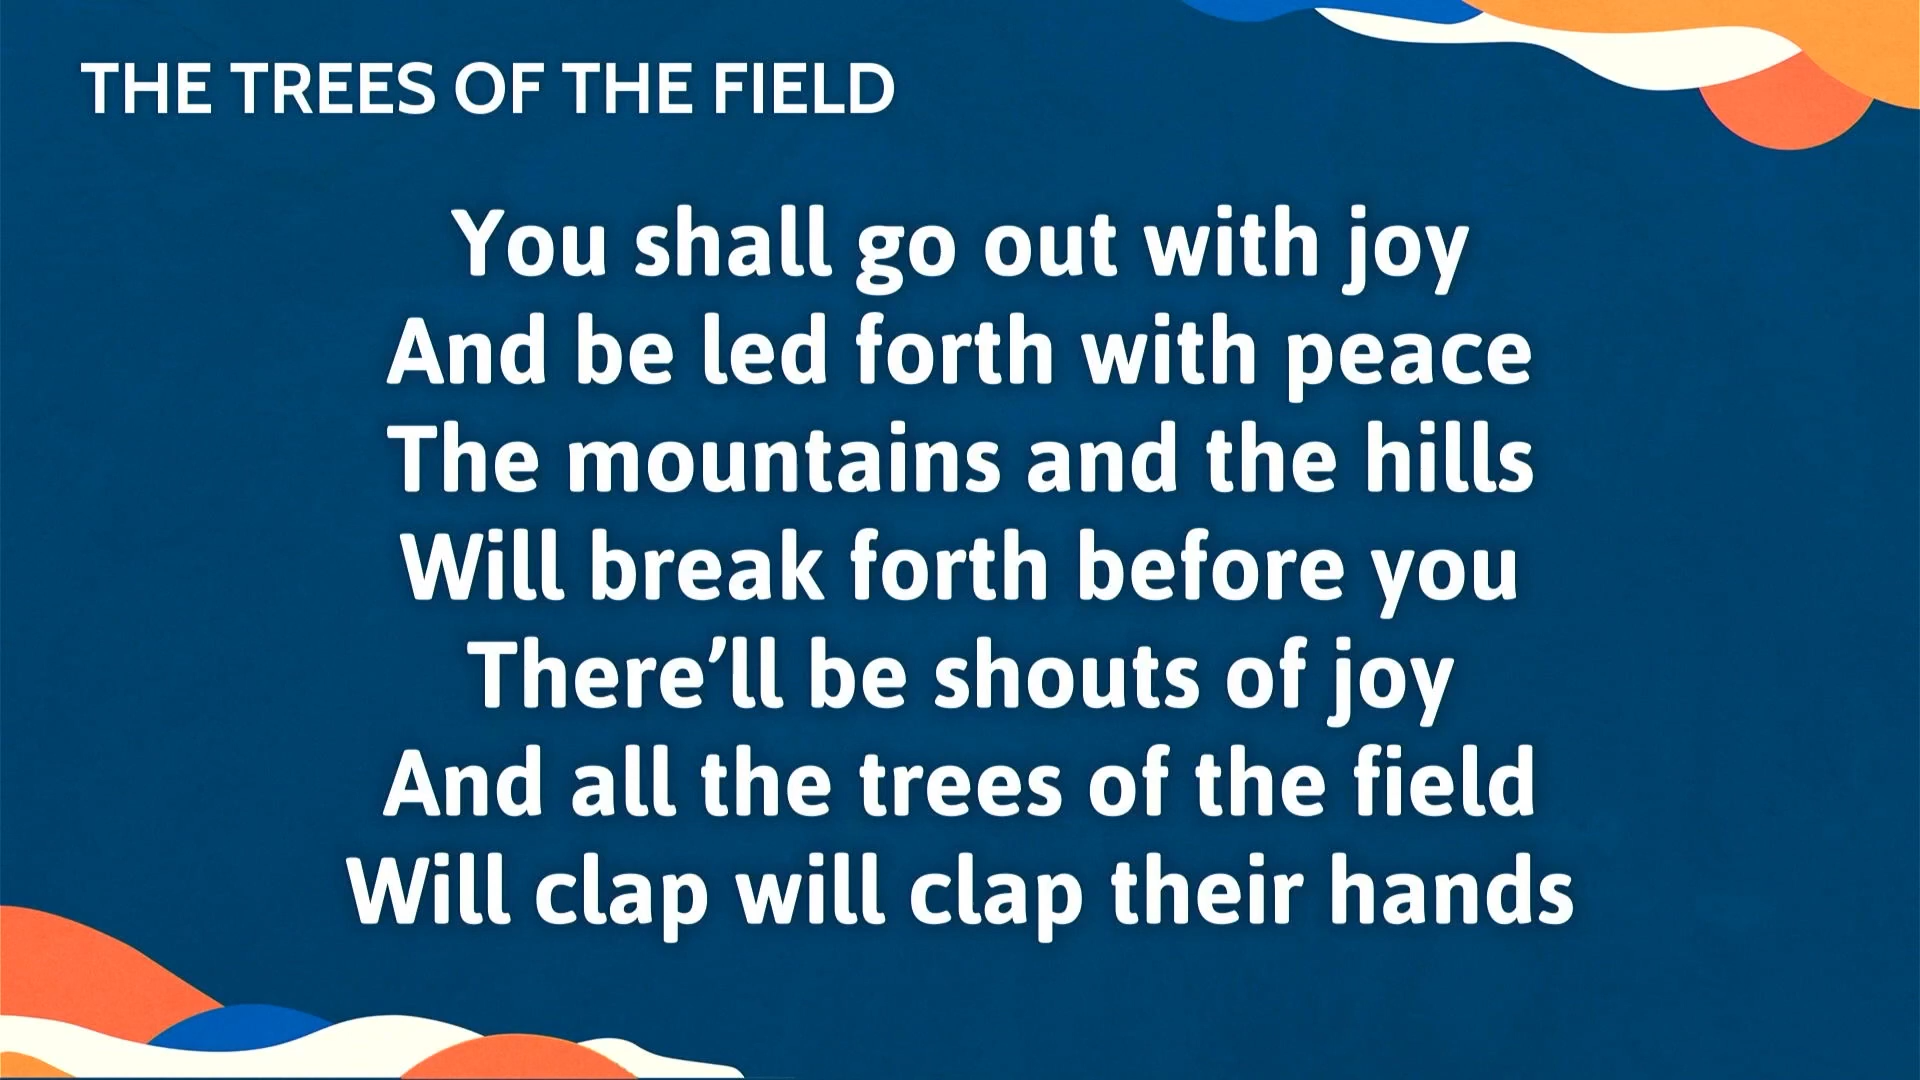 THE TREES OF THE FIELD
You shall go out with joy
And be led forth with peace
The mountains and the hills
Will break forth before you
There’ll be shouts of joy
And all the trees of the field
Will clap will clap their hands